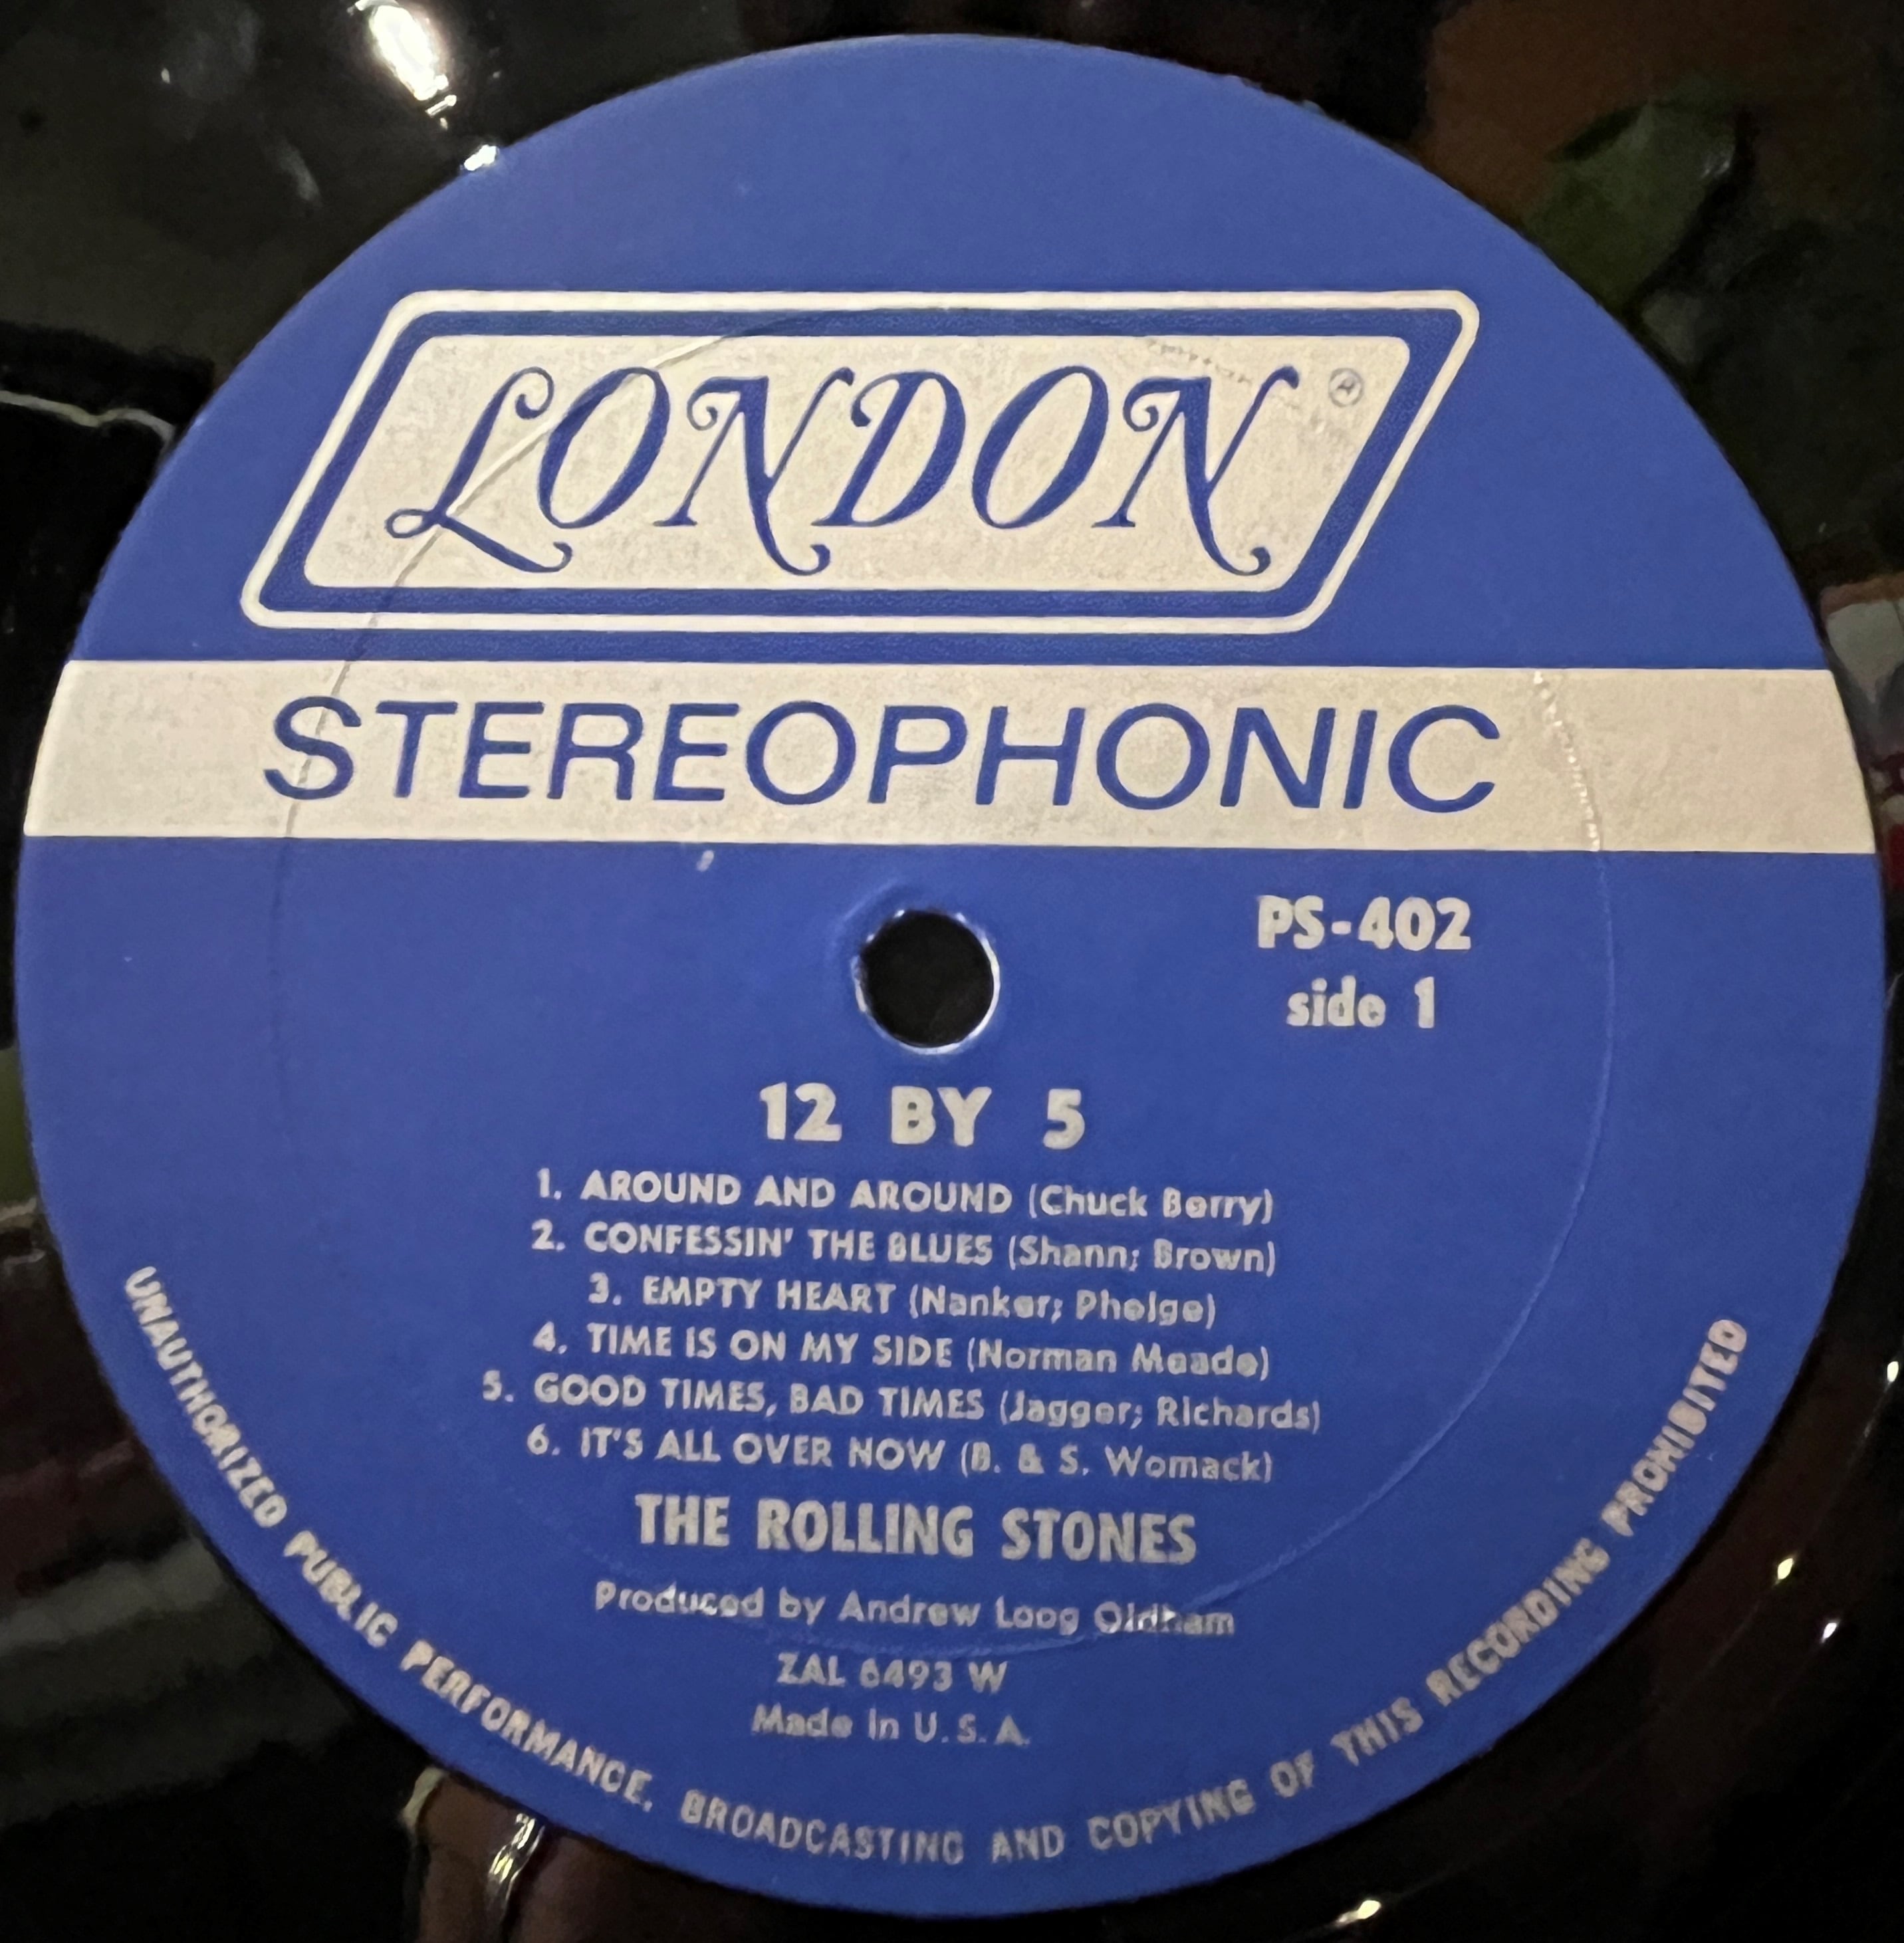 LONDON ®
STEREOPHONIC
PS-402
side 1
12 BY 5
1. AROUND AND AROUND (Chuck Berry)
2. CONFESSIN' THE BLUES (Shann; Brown)
3. EMPTY HEART (Nanker; Phelge)
4. TIME IS ON MY SIDE (Norman Meade)
5. GOOD TIMES, BAD TIMES (Jagger; Richards)
6. IT'S ALL OVER NOW (B. & S. Womack)
THE ROLLING STONES
Produced by Andrew Loog Oldham
ZAL 6493 W
Made in U.S.A.
UNAUTHORIZED PUBLIC PERFORMANCE, BROADCASTING AND COPYING OF THIS RECORDING PROHIBITED